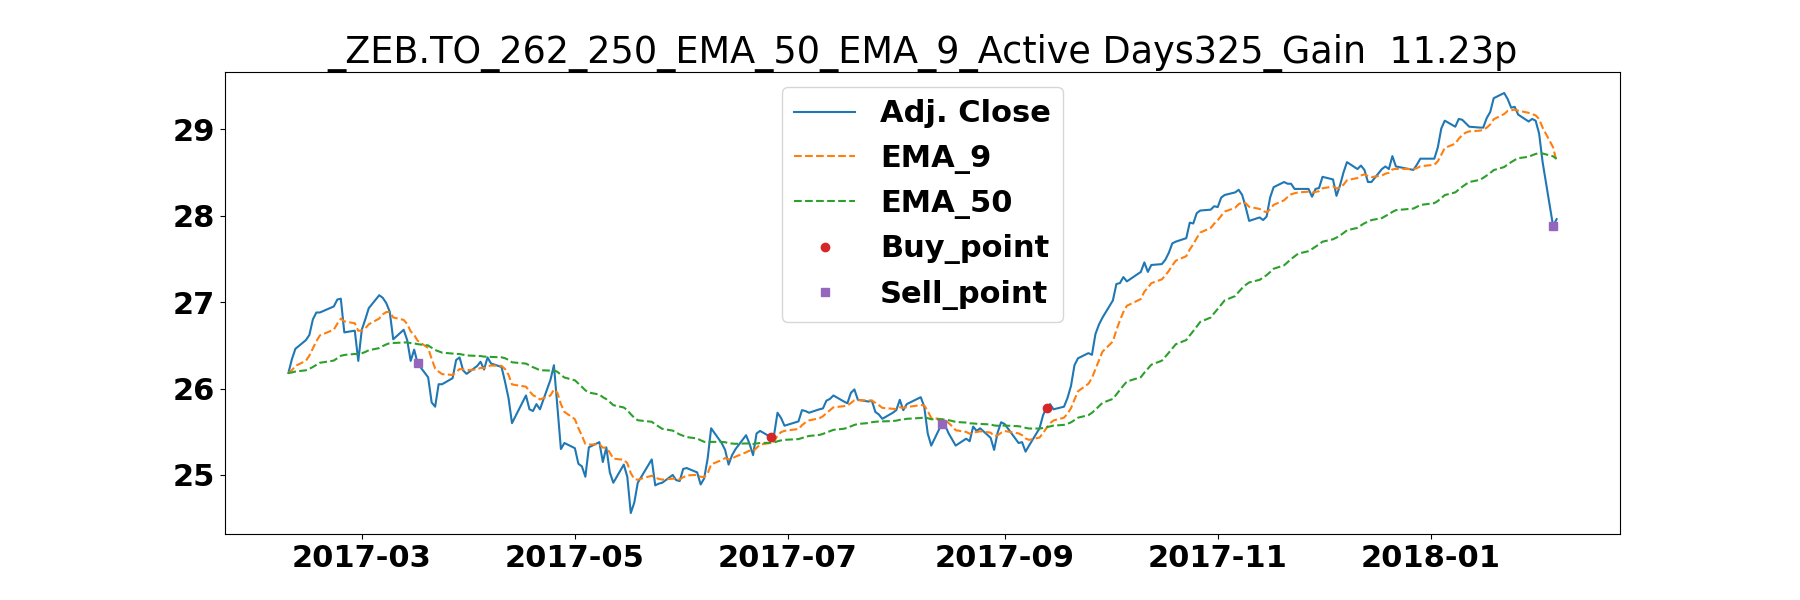 _ZEB.TO_262_250_EMA_50_EMA_9_Active Days325_Gain  11.23p
Adj. Close
EMA_9
EMA_50
Buy_point
Sell_point
29
28
27
26
25
2017-03
2017-05
2017-07
2017-09
2017-11
2018-01